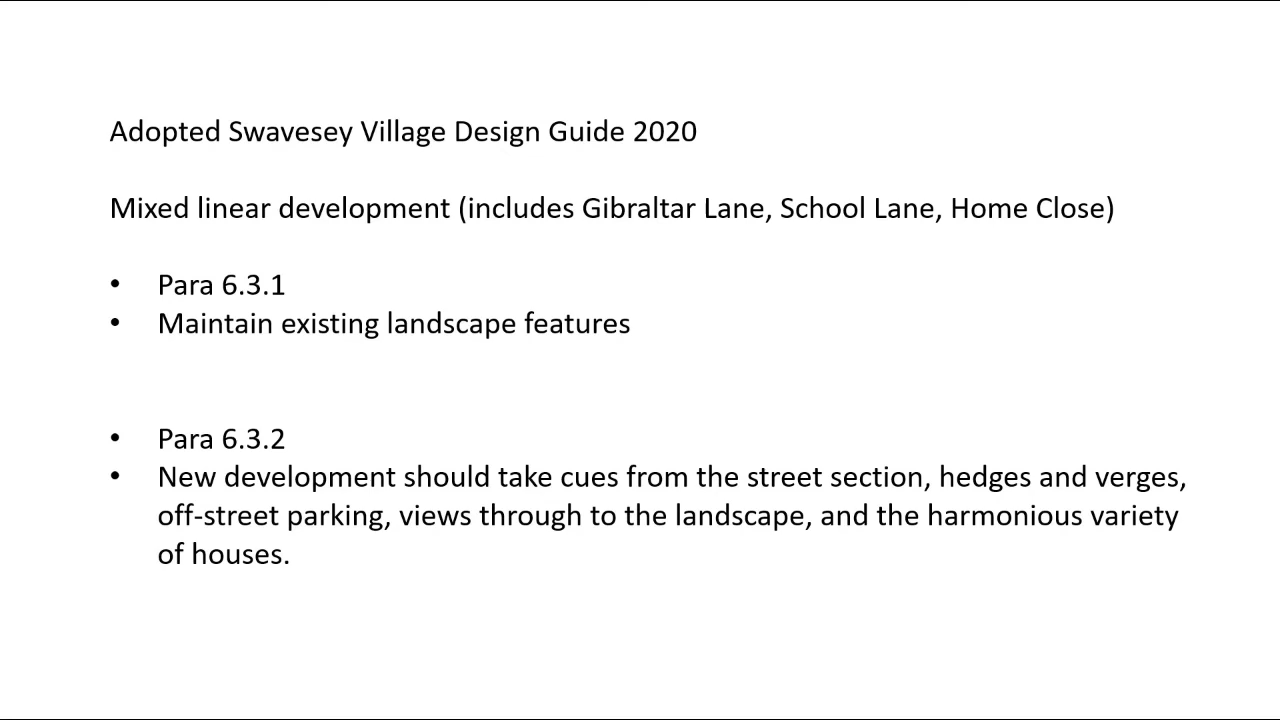 Adopted Swavesey Village Design Guide 2020
Mixed linear development (includes Gibraltar Lane, School Lane, Home Close)
• Para 6.3.1
• Maintain existing landscape features
• Para 6.3.2
• New development should take cues from the street section, hedges and verges,
off-street parking, views through to the landscape, and the harmonious variety
of houses.